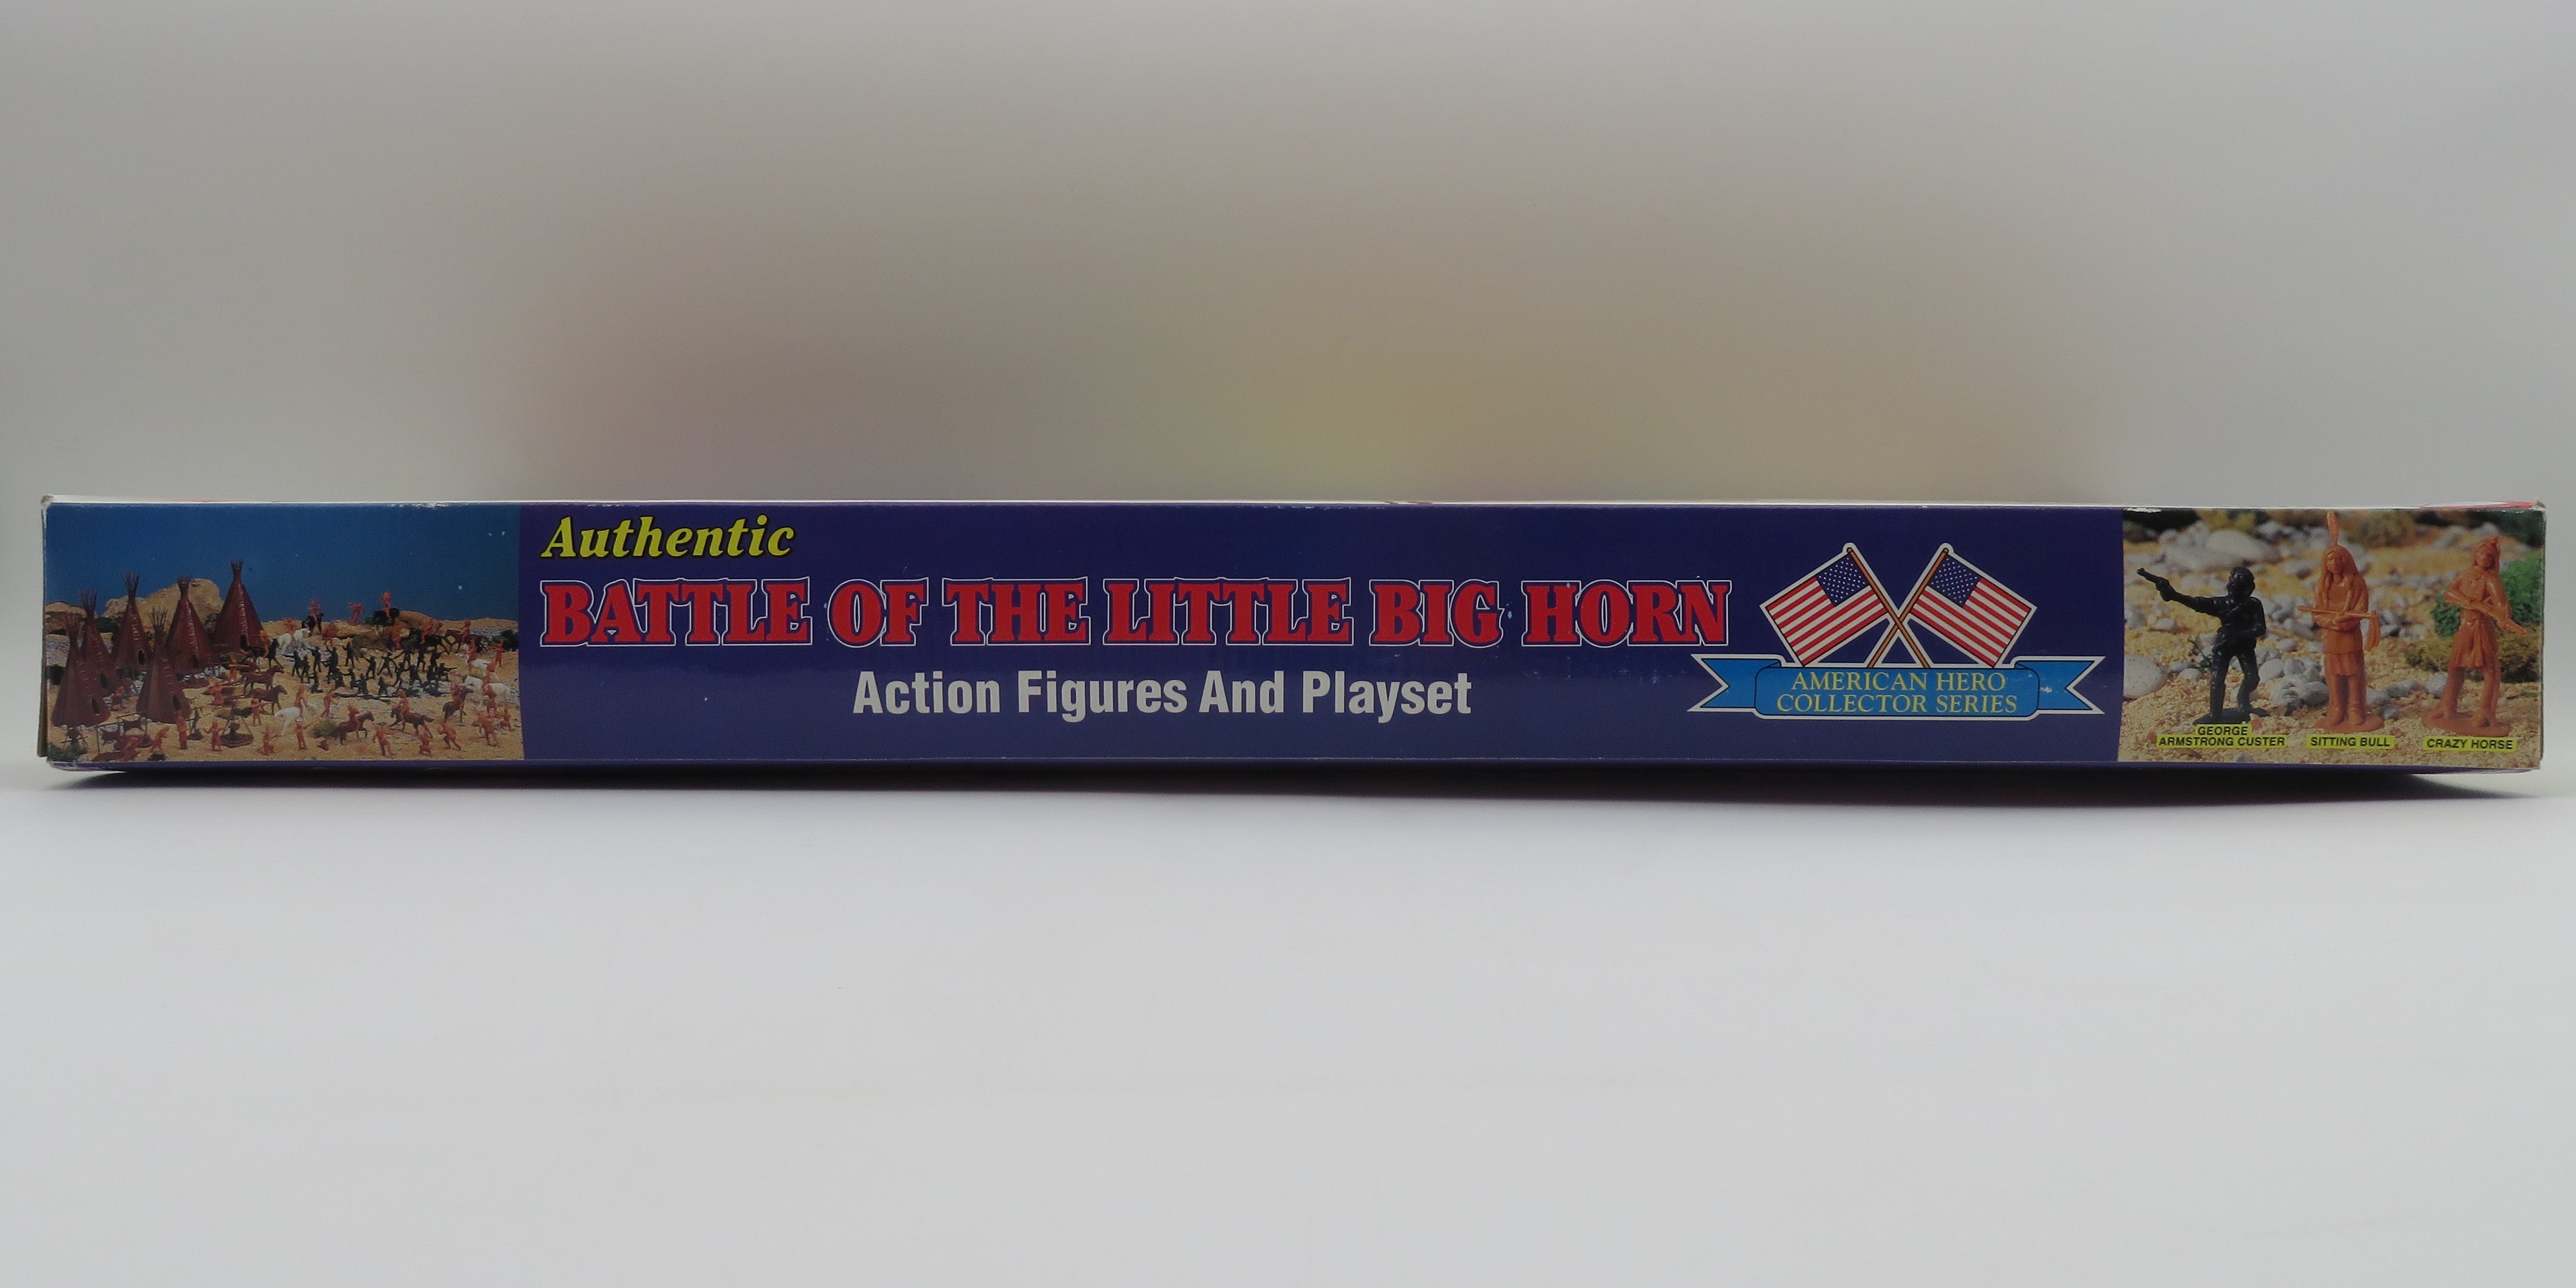 Authentic
BATTLE OF THE LITTLE BIG HORN
Action Figures And Playset
AMERICAN HERO
COLLECTOR SERIES
GEORGE
ARMSTRONG CUSTER
SITTING BULL
CRAZY HORSE